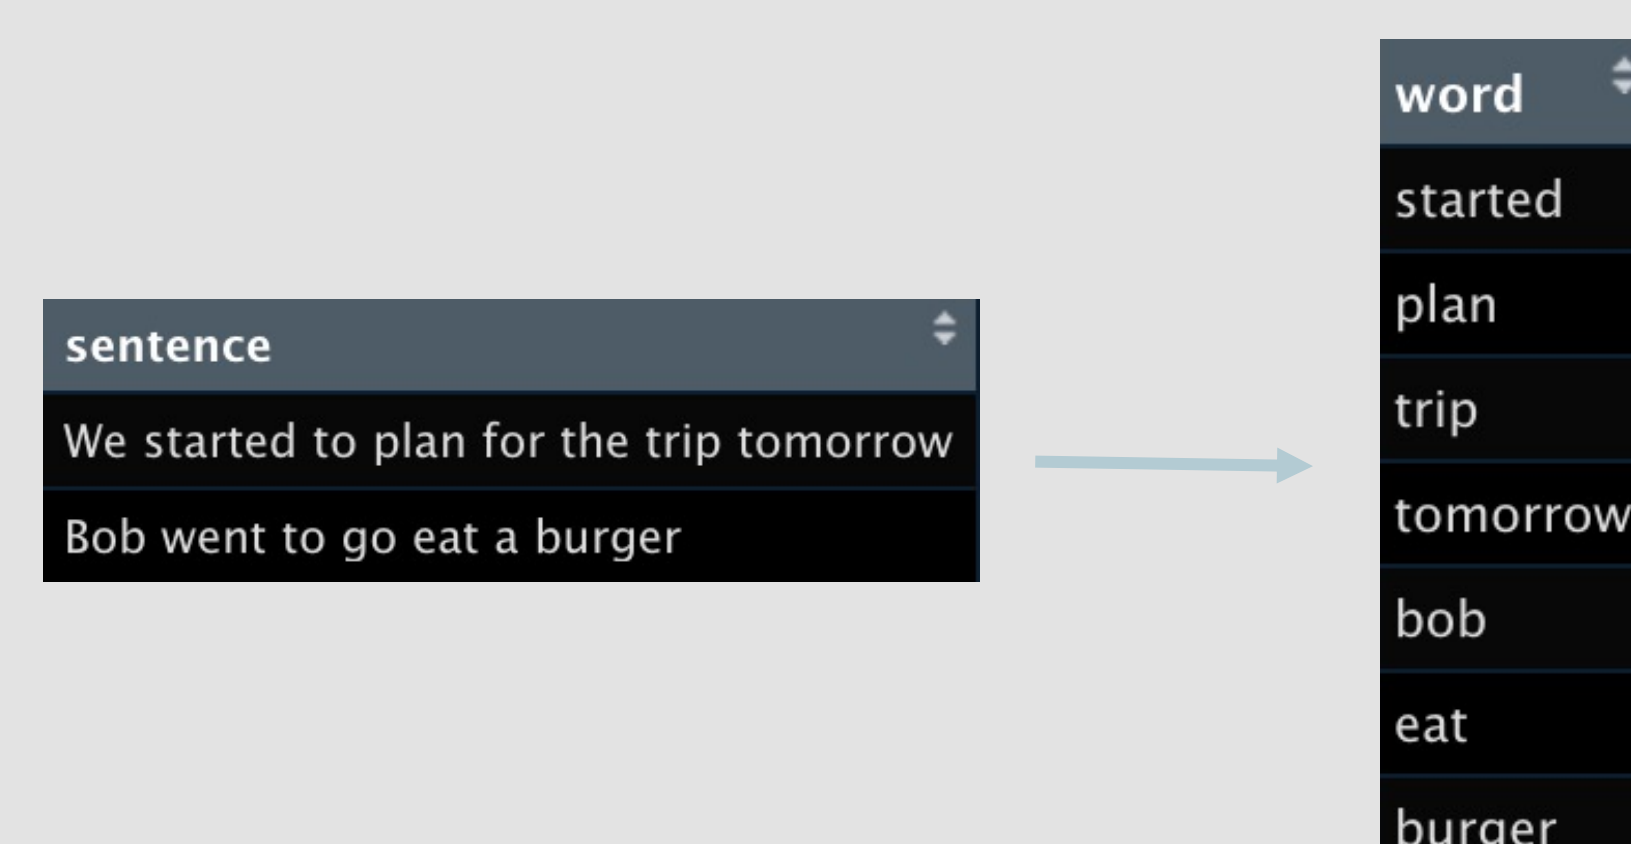 sentence
We started to plan for the trip tomorrow
Bob went to go eat a burger
word
started
plan
trip
tomorrow
bob
eat
burger